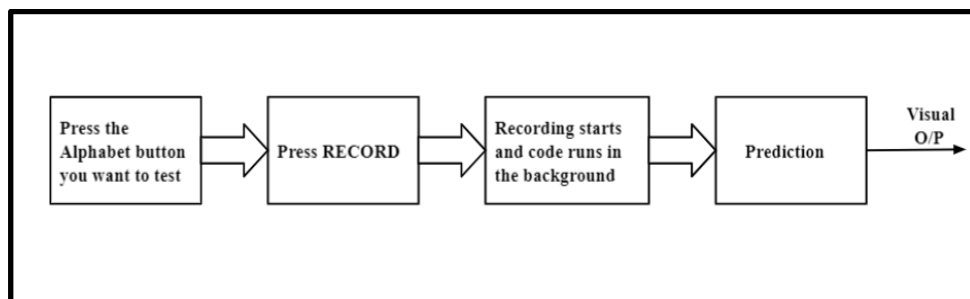 Press the
Alphabet button
you want to test
Press RECORD
Recording starts
and code runs in
the background
Prediction
Visual
O/P